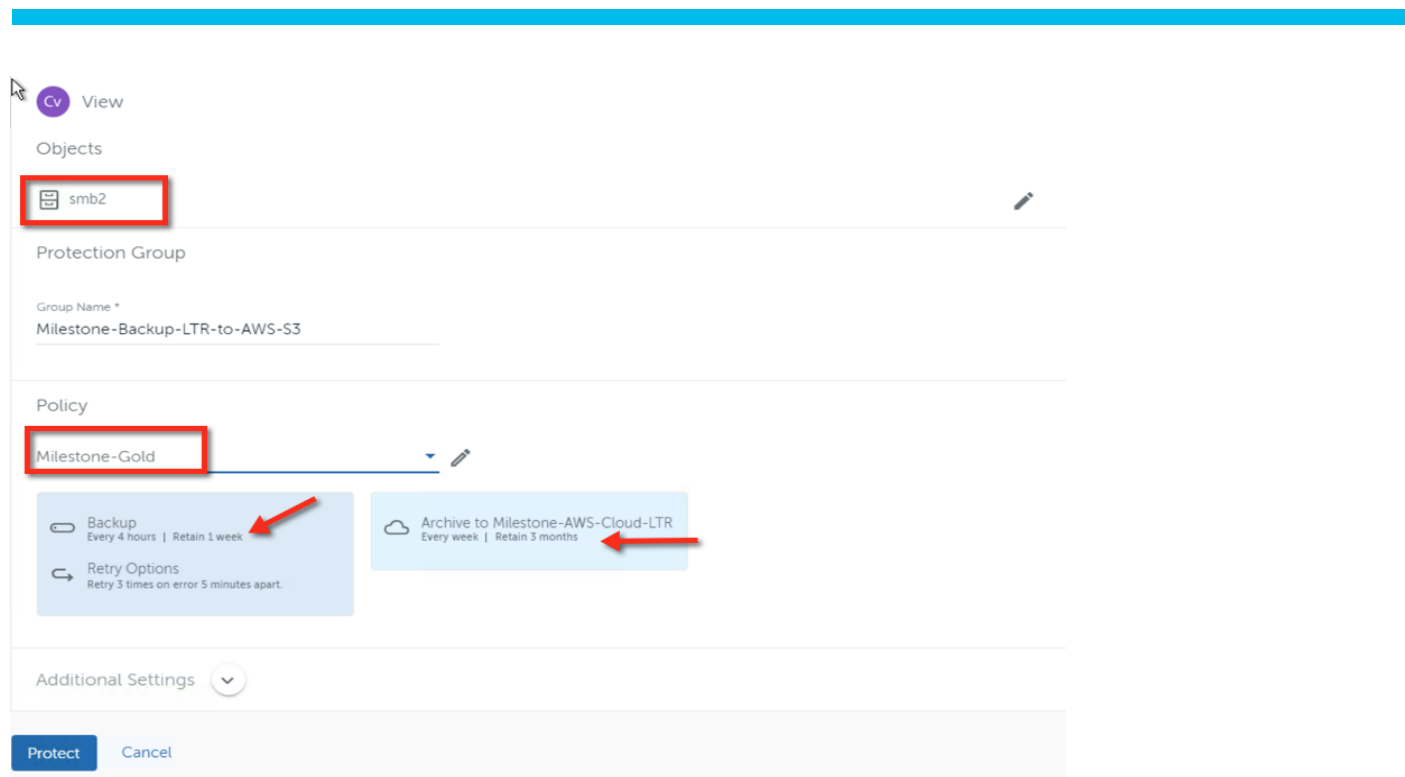 Cv View
Objects
smb2
Protection Group
Group Name *
Milestone-Backup-LTR-to-AWS-S3
Policy
Milestone-Gold
Backup
Every 4 hours | Retain 1 week
Retry Options
Retry 3 times on error 5 minutes apart.
Archive to Milestone-AWS-Cloud-LTR
Every week | Retain 3 months
Additional Settings
Protect Cancel